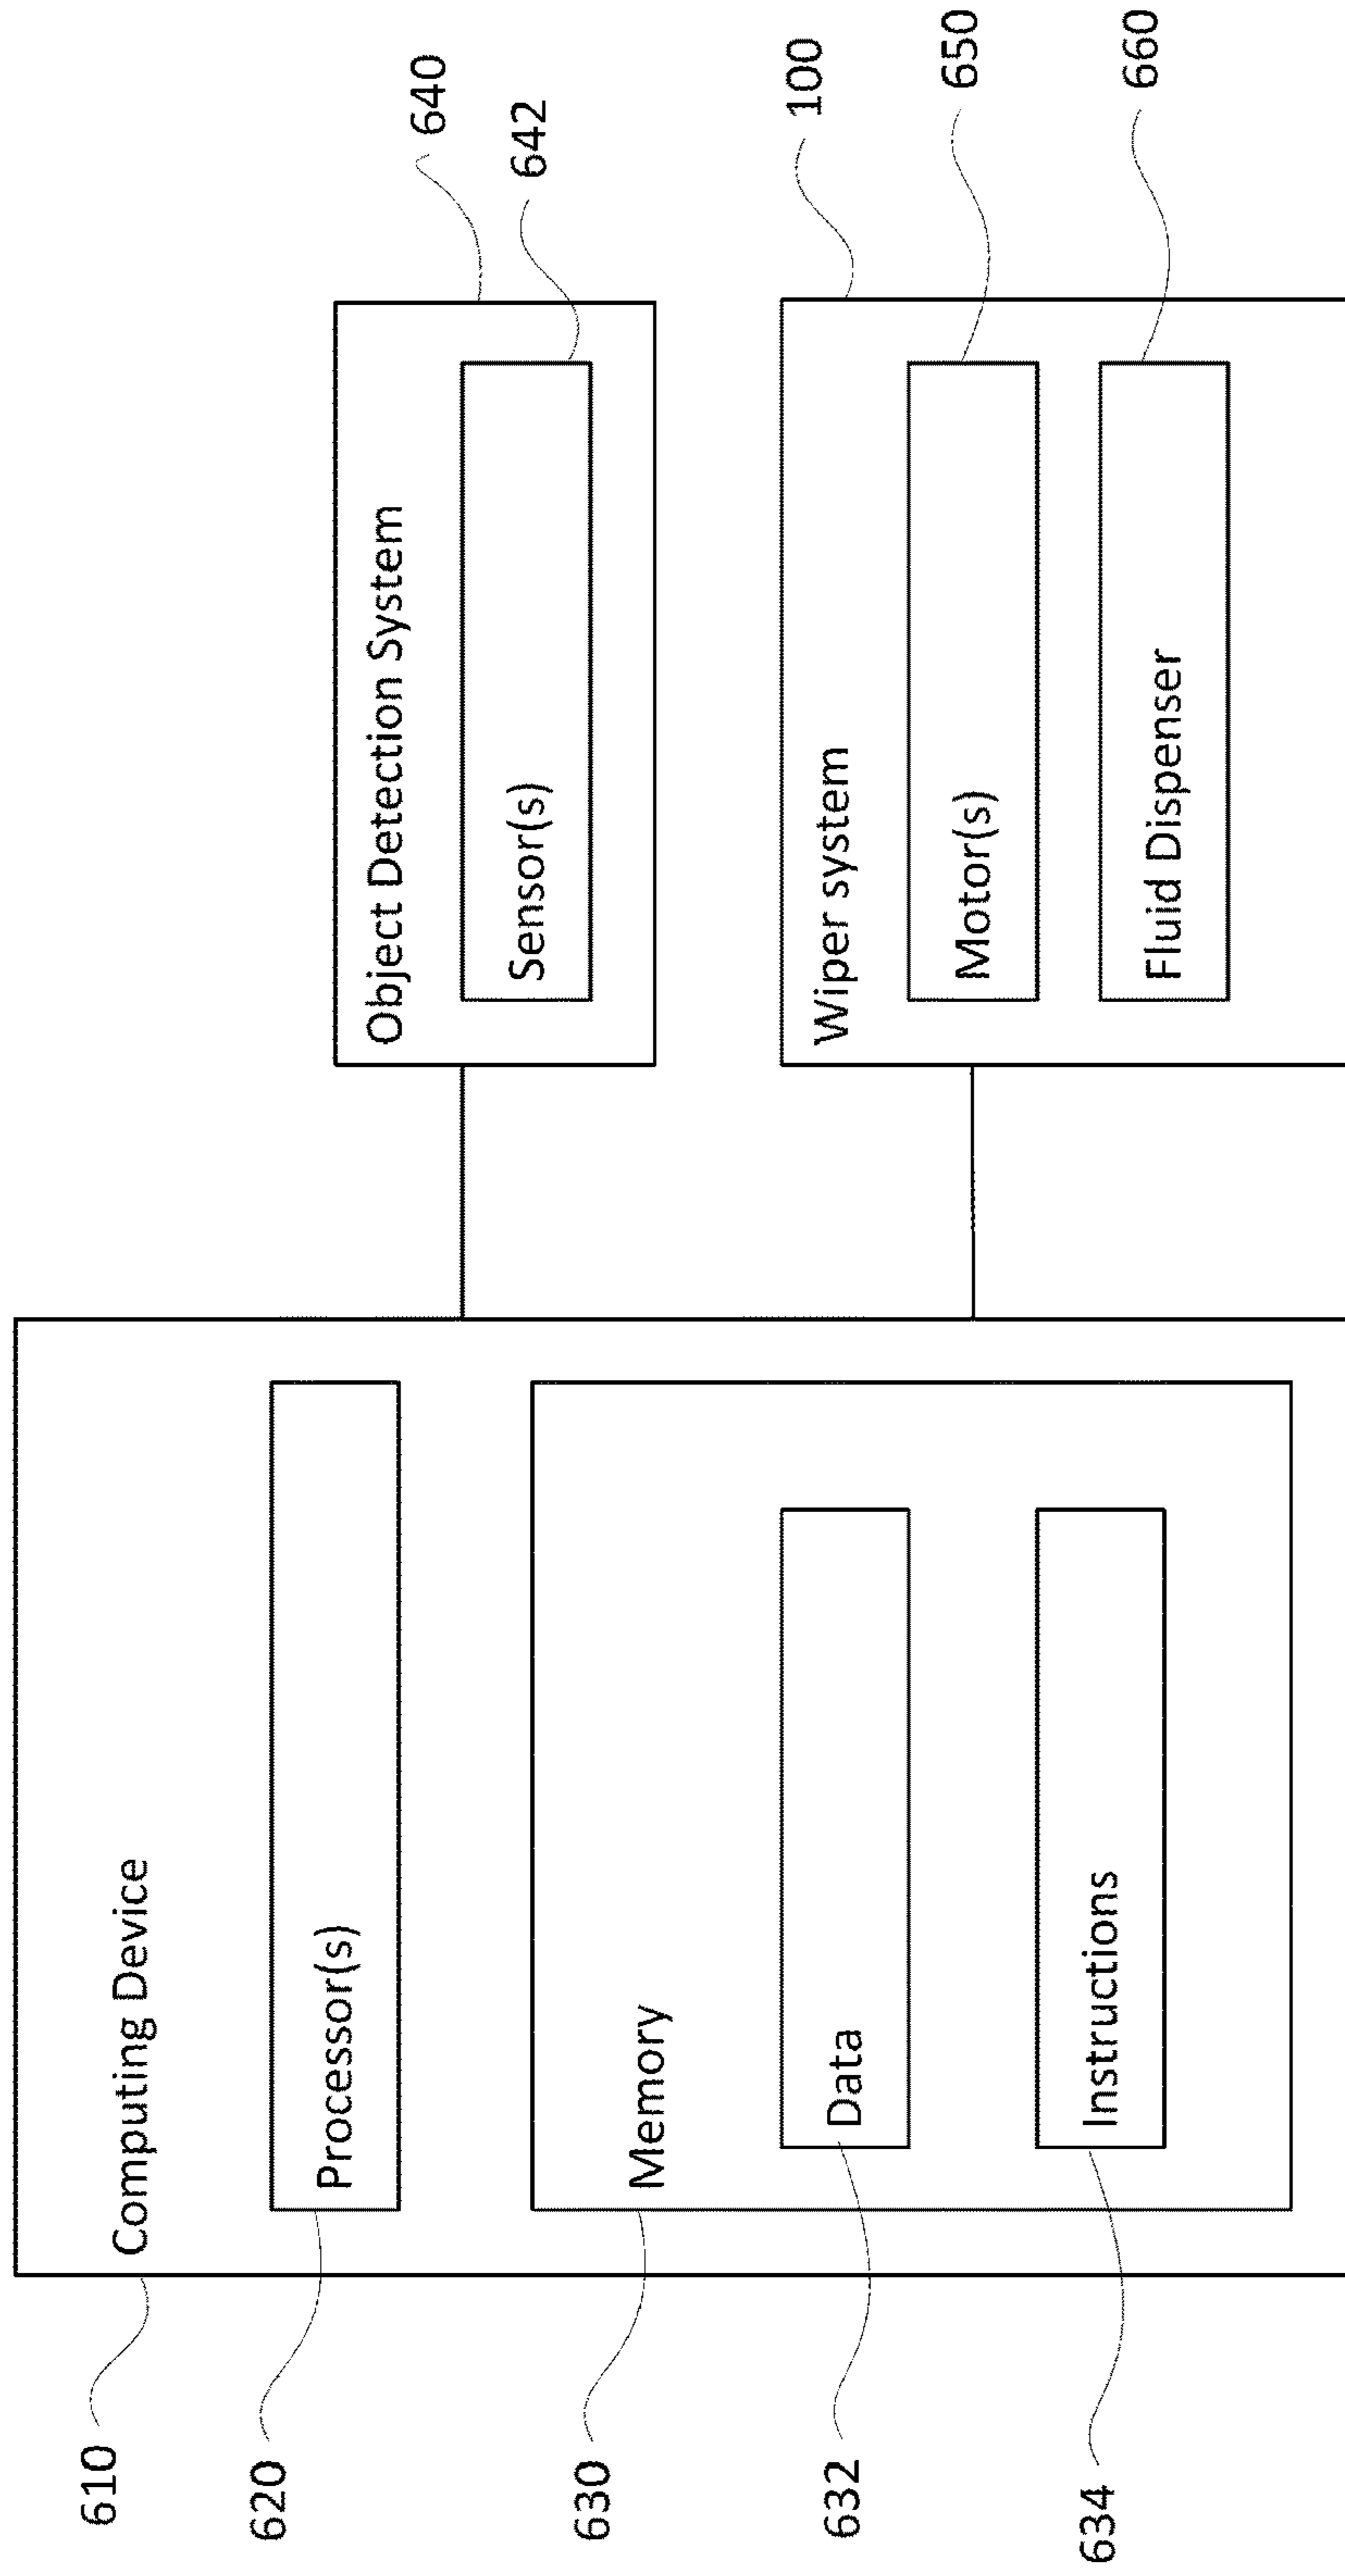 610
Computing Device
620
Processor(s)
630
Memory
632
Data
634
Instructions
Object Detection System
640
Sensor(s)
642
Wiper system
100
Motor(s)
650
Fluid Dispenser
660